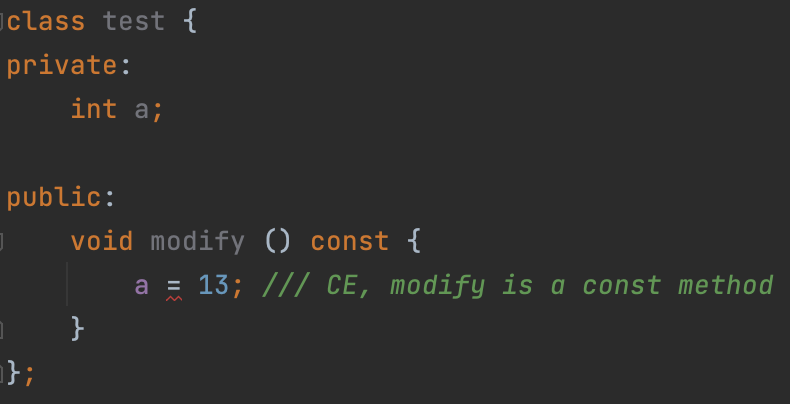 class test {
private:
    int a;
public:
    void modify () const {
        a = 13; /// CE, modify is a const method
    }
};